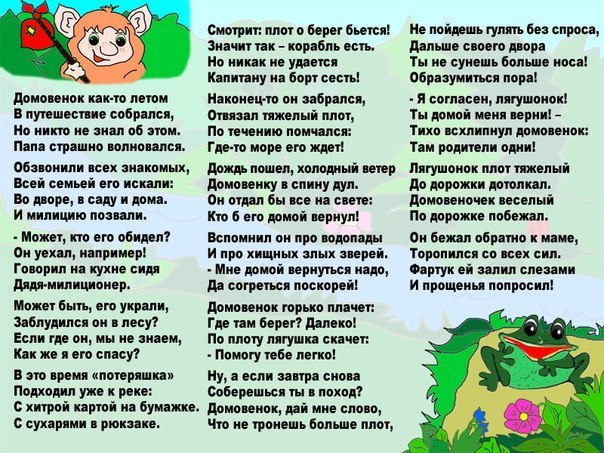 Домовенок как-то летом
В путешествие собрался,
Но никто не знал об этом.
Папа страшно волновался.
Обзвонили всех знакомых,
Всей семьей его искали:
Во дворе, в саду и дома.
И милицию позвали.
- Может, кто его обидел?
Он уехал, например!
Говорил на кухне сидя
Дядя-милиционер.
Может быть, его украли,
Заблудился он в лесу?
Если где он, мы не знаем,
Как же я его спасу?
В это время «потеряшка»
Подходил уже к реке:
С хитрой картой на бумажке.
С сухарями в рюкзаке.
Смотрит: плот о берег бьется!
Значит так – корабль есть.
Но никак не удается
Капитану на борт сесть!
Наконец-то он забрался,
Отвязал тяжелый плот,
По течению помчался:
Где-то море его ждет!
Дождь пошел, холодный ветер
Домовенку в спину дул.
Он отдал бы все на свете:
Кто б его домой вернул!
Вспомнил он про водопады
И про хищных злых зверей.
- Мне домой вернуться надо,
Да согреться поскорей!
Домовенок горько плачет:
Где там берег? Далеко!
По плоту лягушка скачет:
- Помогу тебе легко!
Ну, а если завтра снова
Соберешься ты в поход?
Домовенок, дай мне слово,
Что не тронешь больше плот,
Не пойдешь гулять без спроса,
Дальше своего двора
Ты не сунешь больше носа!
Образумиться пора!
- Я согласен, лягушонок!
Ты домой меня верни! –
Тихо всхлипнул домовенок:
Там родители одни!
Лягушонок плот тяжелый
До дорожки дотолкал.
Домовеночек веселый
По дорожке побежал.
Он бежал обратно к маме,
Торопился со всех сил.
Фартук ей залил слезами
И прощенья попросил!